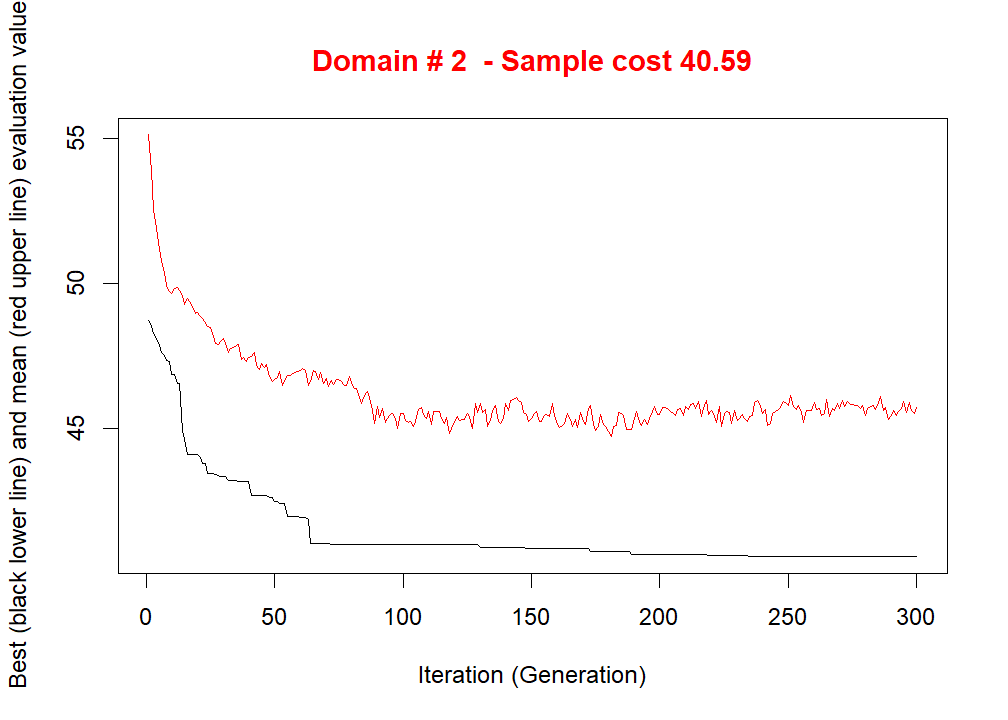 Domain # 2  - Sample cost 40.59
Best (black lower line) and mean (red upper line) evaluation value
55
50
45
0 50 100 150 200 250 300
Iteration (Generation)